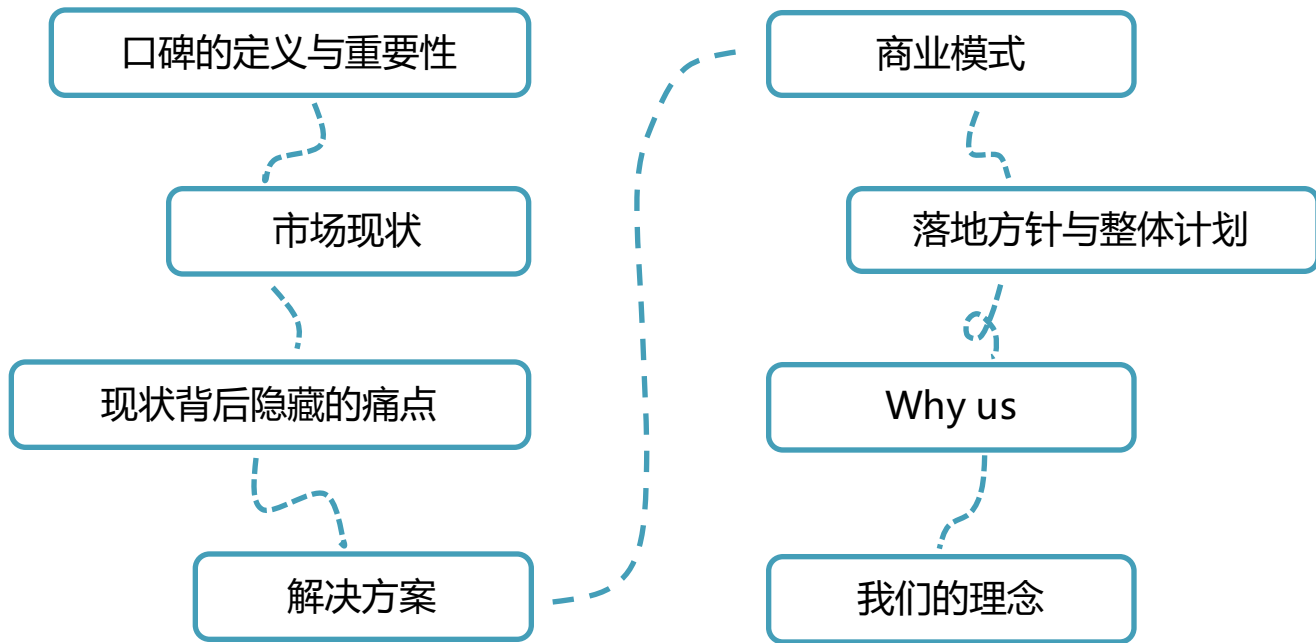 口碑的定义与重要性
市场现状
现状背后隐藏的痛点
解决方案
商业模式
落地方针与整体计划
Why us
我们的理念